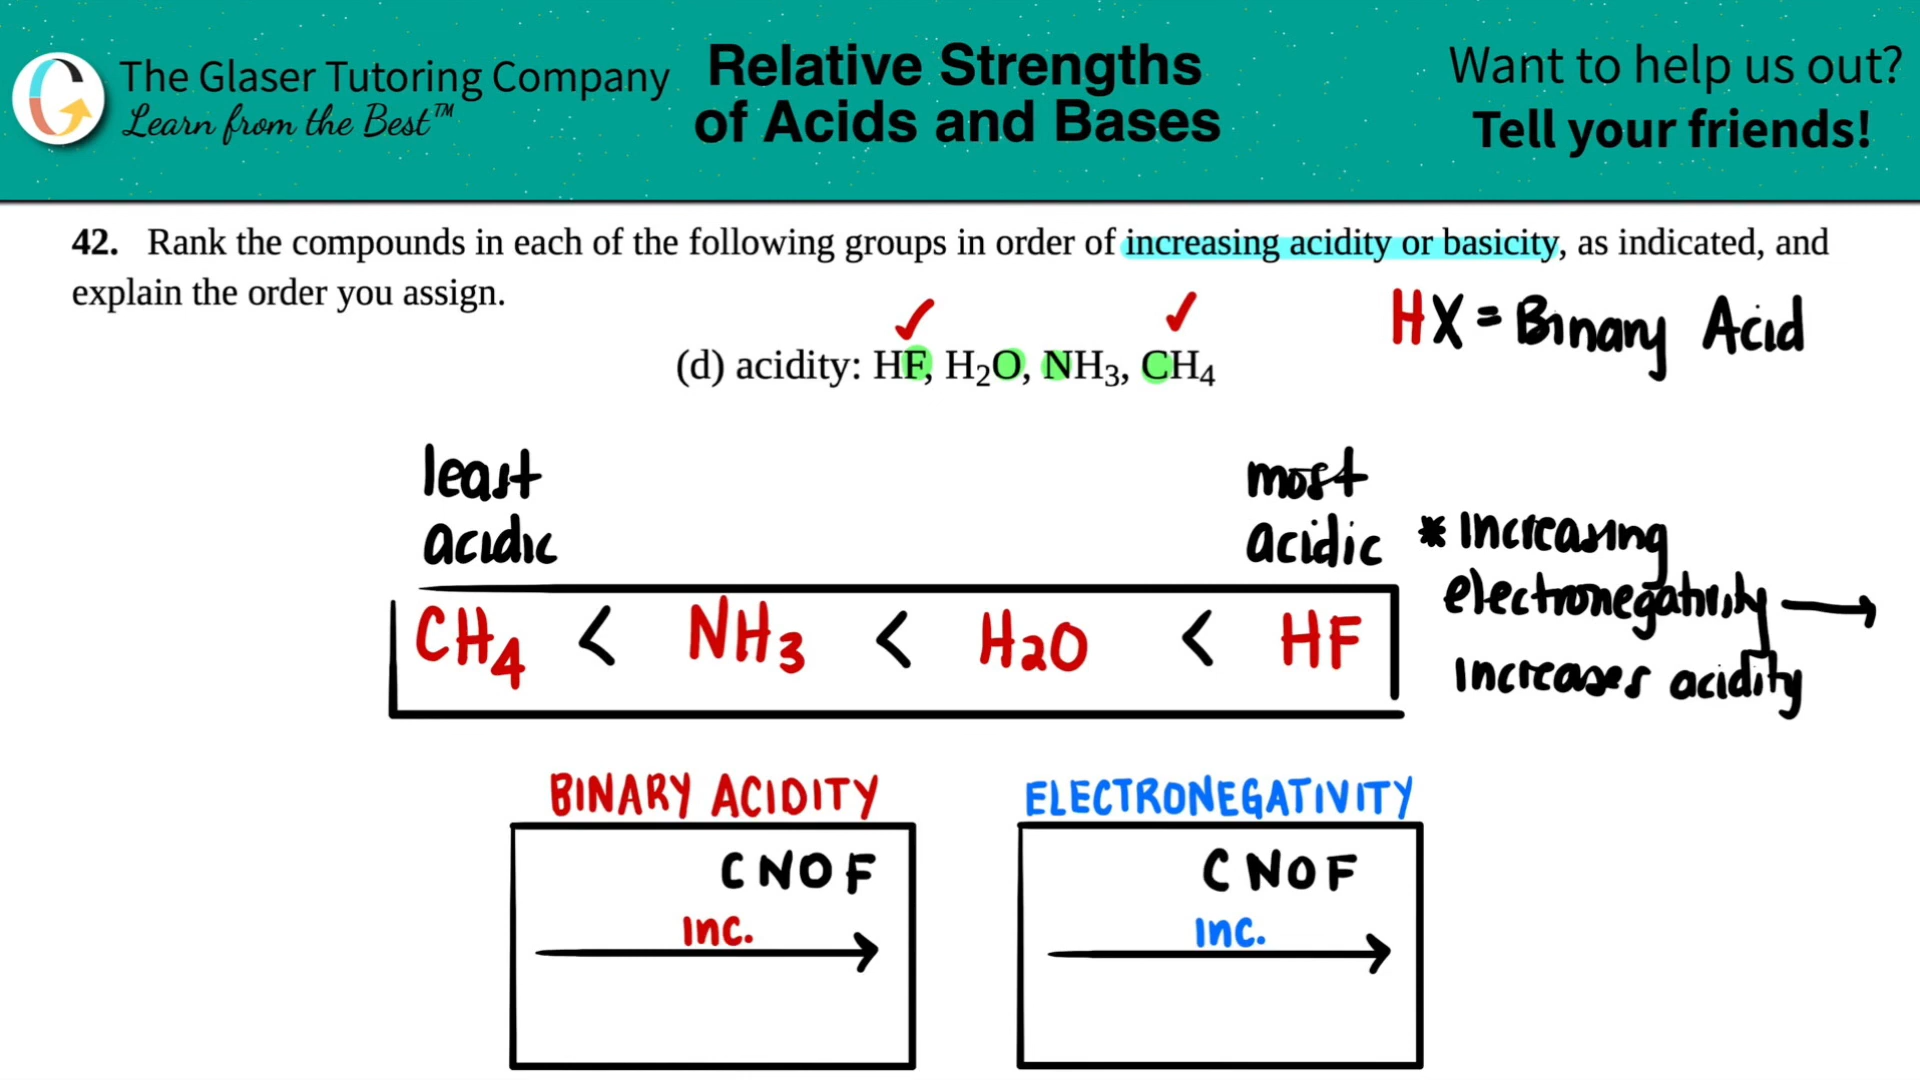 The Glaser Tutoring Company
Learn from the Best™
Relative Strengths
of Acids and Bases
Want to help us out?
Tell your friends!
42. Rank the compounds in each of the following groups in order of increasing acidity or basicity, as indicated, and
explain the order you assign.
HX = Binary Acid
(d) acidity: HF, H₂O, NH₃, CH₄
least
acidic
most
acidic
CH₄ < NH₃ < H₂O < HF
* Increasing
electronegativity →
increases acidity
BINARY ACIDITY
C N O F
inc.
ELECTRONEGATIVITY
C N O F
inc.